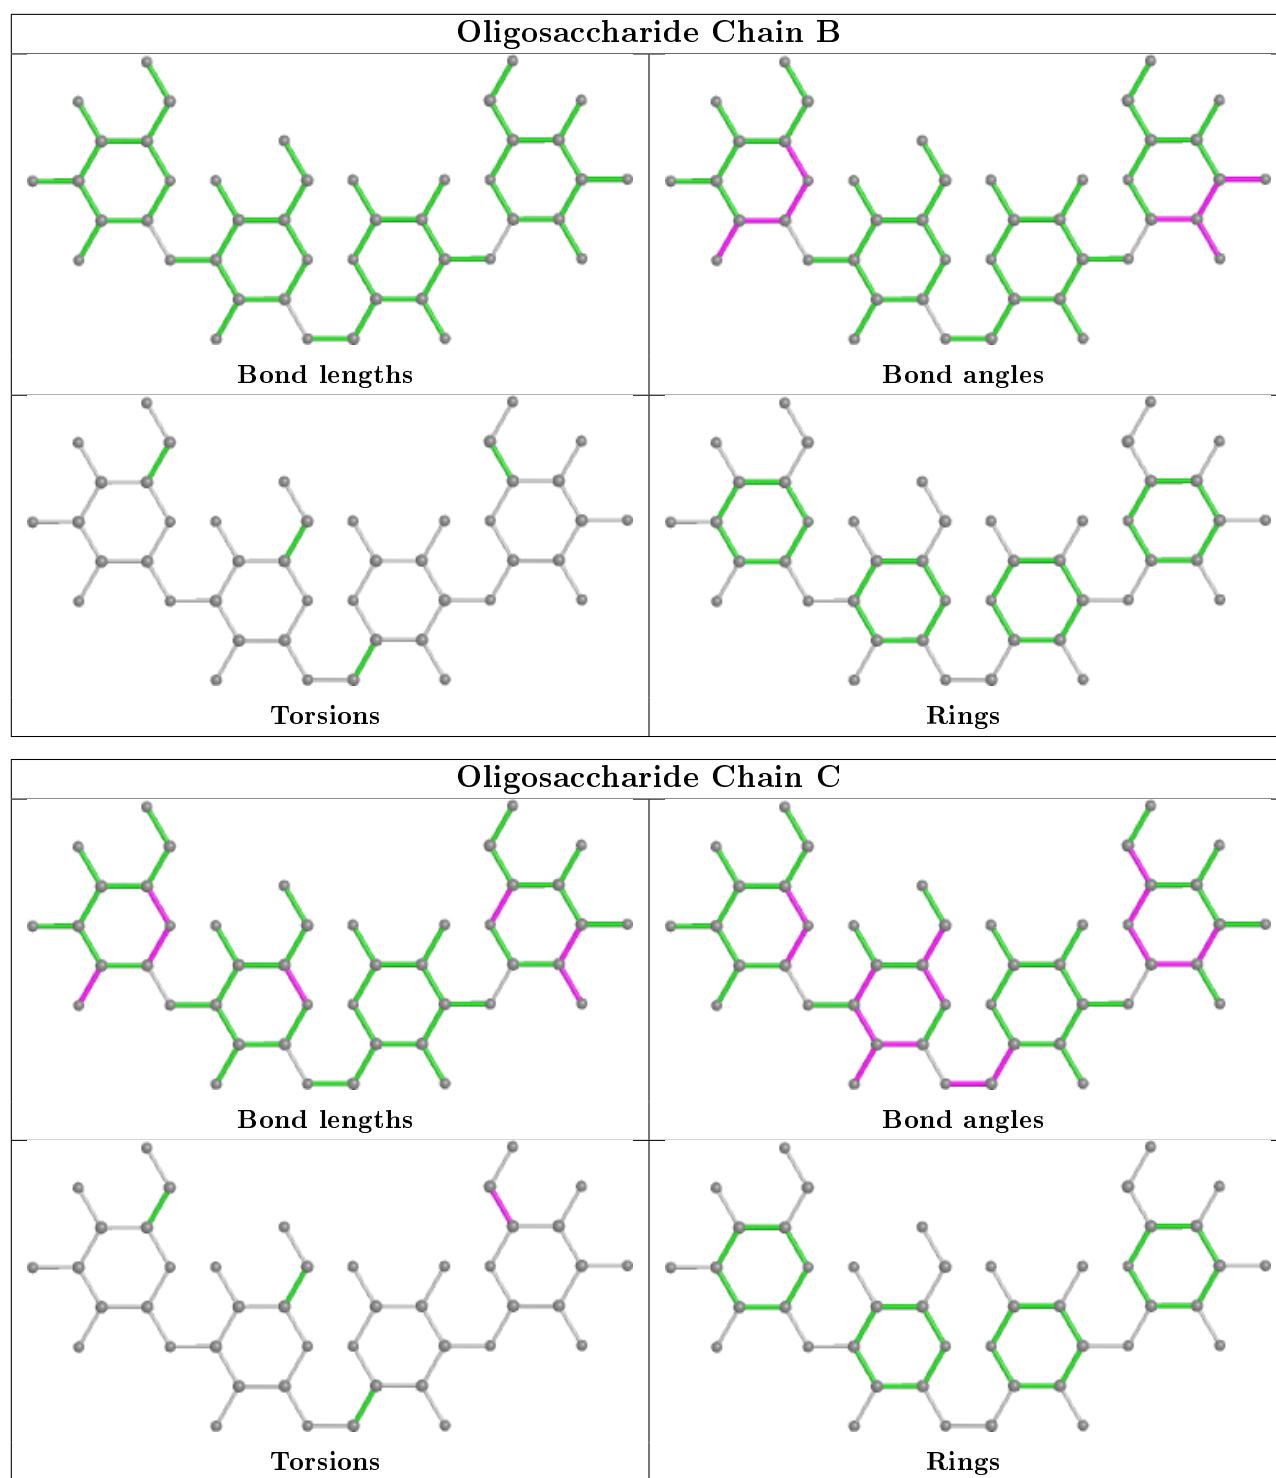 Oligosaccharide Chain B
Bond lengths
Bond angles
Torsions
Rings
Oligosaccharide Chain C
Bond lengths
Bond angles
Torsions
Rings